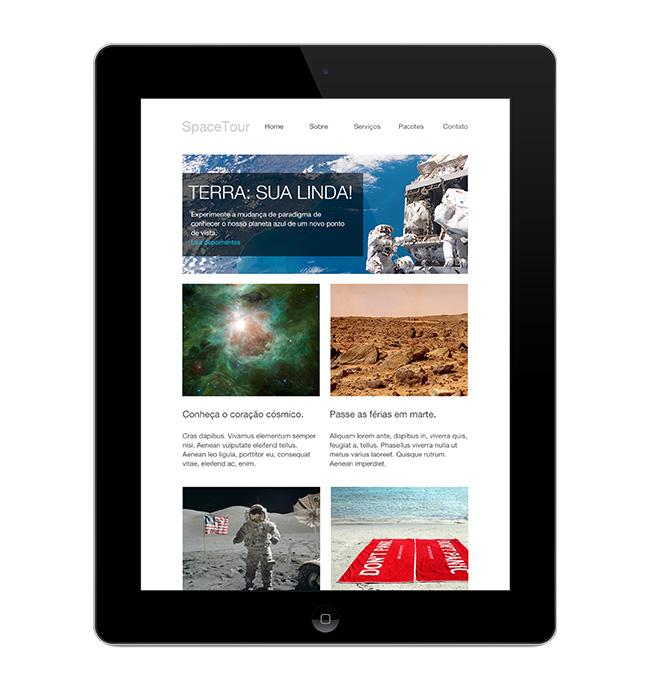 SpaceTour Home Sobre Serviços Pacotes Contato
TERRA: SUA LINDA!
Experimente a mudança de paradigma de
conhecer o nosso planeta azul de um novo ponto
de vista.
Leia depoimentos
Conheça o coração cósmico.
Cras dapibus. Vivamus elementum semper
nisi. Aenean vulputate eleifend tellus.
Aenean leo ligula, porttitor eu, consequat
vitae, eleifend ac, enim.
Passe as férias em marte.
Aliquam lorem ante, dapibus in, viverra quis,
feugiat a, tellus. Phasellus viverra nulla ut
metus varius laoreet. Quisque rutrum.
Aenean imperdiet.
DON'T PANIC
DON'T PANIC